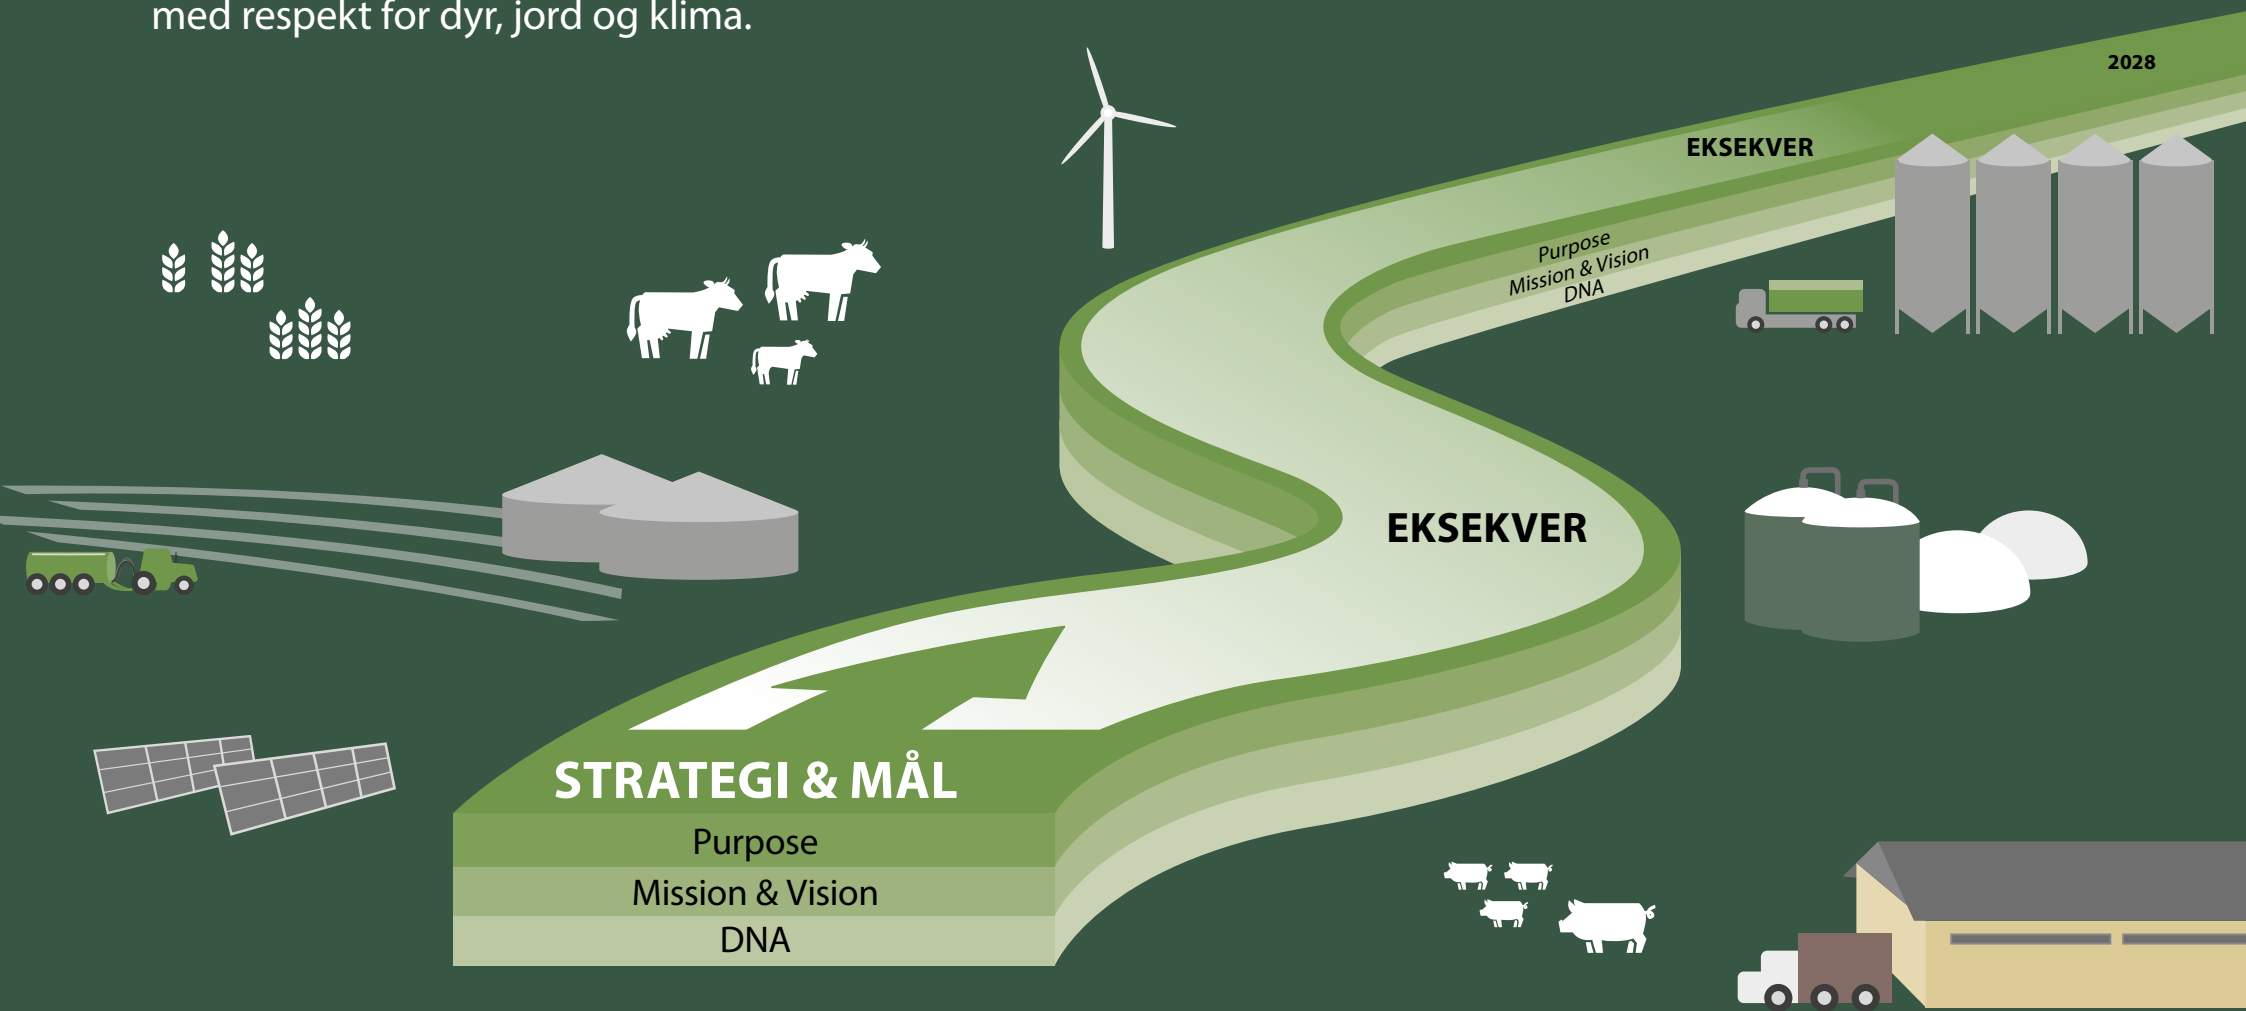 med respekt for dyr, jord og klima.
2028
EKSEKVER
Purpose
Mission & Vision
DNA
EKSEKVER
STRATEGI & MÅL
Purpose
Mission & Vision
DNA